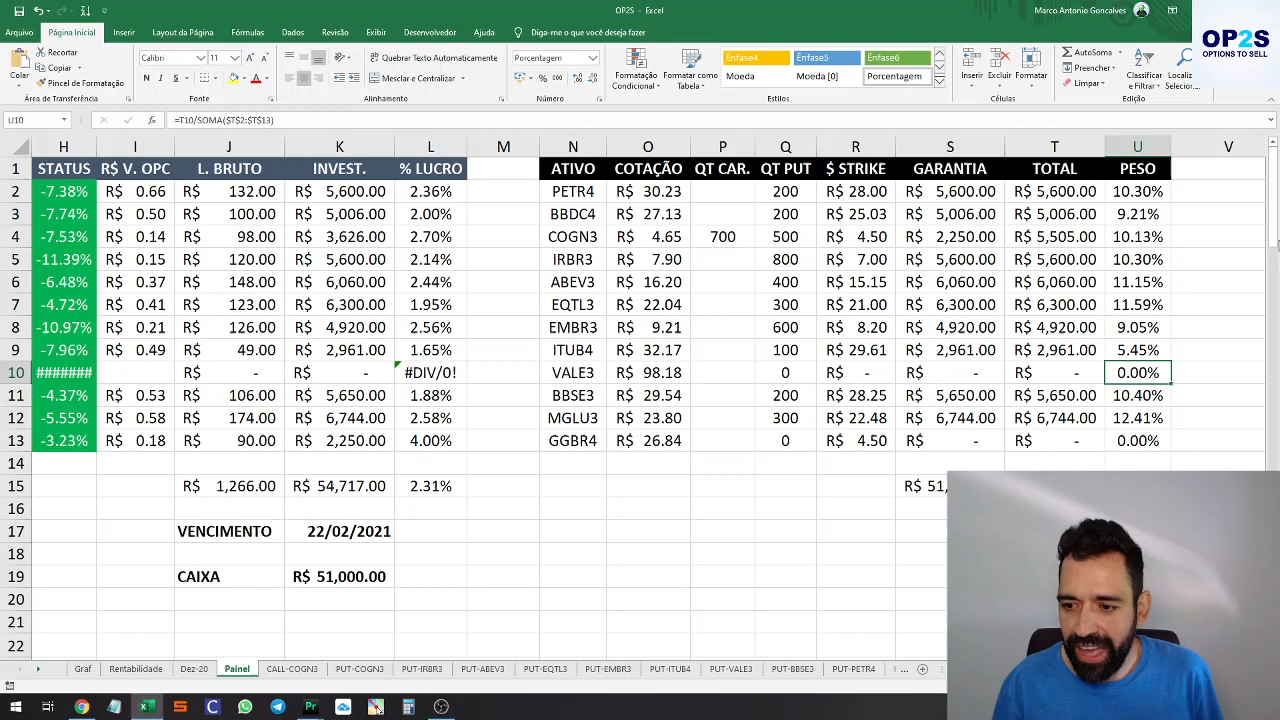 OP2S - Excel
Marco Antonio Goncalves
OP2S
OPTIONS TO SELL
Arquivo Página Inicial Inserir Layout da Página Fórmulas Dados Revisão Exibir Desenvolvedor Ajuda Diga-me o que deseja fazer
Colar
Recortar
Copiar
Pincel de Formatação
Calibri 11
N I S
Quebrar Texto Automaticamente
Mesclar e Centralizar
Porcentagem
Formatação Condicional
Formatar como Tabela
Ênfase4 Ênfase5 Ênfase6
Moeda Moeda [0] Porcentagem
Inserir Excluir Formatar
AutoSoma
Preencher
Limpar
Classificar
Área de Transferência Fonte Alinhamento Número Estilos Células Edição
U10 =T10/SOMA($T$2:$T$13)
H I J K L M N O P Q R S T U V
1 STATUS R$ V. OPC L. BRUTO INVEST. % LUCRO ATIVO COTAÇÃO QT CAR. QT PUT $ STRIKE GARANTIA TOTAL PESO
2 -7.38% R$ 0.66 R$ 132.00 R$ 5,600.00 2.36% PETR4 R$ 30.23 200 R$ 28.00 R$ 5,600.00 R$ 5,600.00 10.30%
3 -7.74% R$ 0.50 R$ 100.00 R$ 5,006.00 2.00% BBDC4 R$ 27.13 200 R$ 25.03 R$ 5,006.00 R$ 5,006.00 9.21%
4 -7.53% R$ 0.14 R$ 98.00 R$ 3,626.00 2.70% COGN3 R$ 4.65 700 500 R$ 4.50 R$ 2,250.00 R$ 5,505.00 10.13%
5 -11.39% R$ 0.15 R$ 120.00 R$ 5,600.00 2.14% IRBR3 R$ 7.90 800 R$ 7.00 R$ 5,600.00 R$ 5,600.00 10.30%
6 -6.48% R$ 0.37 R$ 148.00 R$ 6,060.00 2.44% ABEV3 R$ 16.20 400 R$ 15.15 R$ 6,060.00 R$ 6,060.00 11.15%
7 -4.72% R$ 0.41 R$ 123.00 R$ 6,300.00 1.95% EQTL3 R$ 22.04 300 R$ 21.00 R$ 6,300.00 R$ 6,300.00 11.59%
8 -10.97% R$ 0.21 R$ 126.00 R$ 4,920.00 2.56% EMBR3 R$ 9.21 600 R$ 8.20 R$ 4,920.00 R$ 4,920.00 9.05%
9 -7.96% R$ 0.49 R$ 49.00 R$ 2,961.00 1.65% ITUB4 R$ 32.17 100 R$ 29.61 R$ 2,961.00 R$ 2,961.00 5.45%
10 ####### R$ - R$ - #DIV/0! VALE3 R$ 98.18 0 R$ - R$ - R$ - 0.00%
11 -4.37% R$ 0.53 R$ 106.00 R$ 5,650.00 1.88% BBSE3 R$ 29.54 200 R$ 28.25 R$ 5,650.00 R$ 5,650.00 10.40%
12 -5.55% R$ 0.58 R$ 174.00 R$ 6,744.00 2.58% MGLU3 R$ 23.80 300 R$ 22.48 R$ 6,744.00 R$ 6,744.00 12.41%
13 -3.23% R$ 0.18 R$ 90.00 R$ 2,250.00 4.00% GGBR4 R$ 26.84 0 R$ 4.50 R$ - R$ - 0.00%
14
15 R$ 1,266.00 R$ 54,717.00 2.31% R$ 51,
16
17 VENCIMENTO 22/02/2021
18
19 CAIXA R$ 51,000.00
20
21
22
Graf Rentabilidade Dez-20 Painel CALL-COGN3 PUT-COGN3 PUT-IRBR3 PUT-ABEV3 PUT-EQTL3 PUT-EMBR3 PUT-ITUB4 PUT-VALE3 PUT-BBSE3 PUT-PETR4 ...